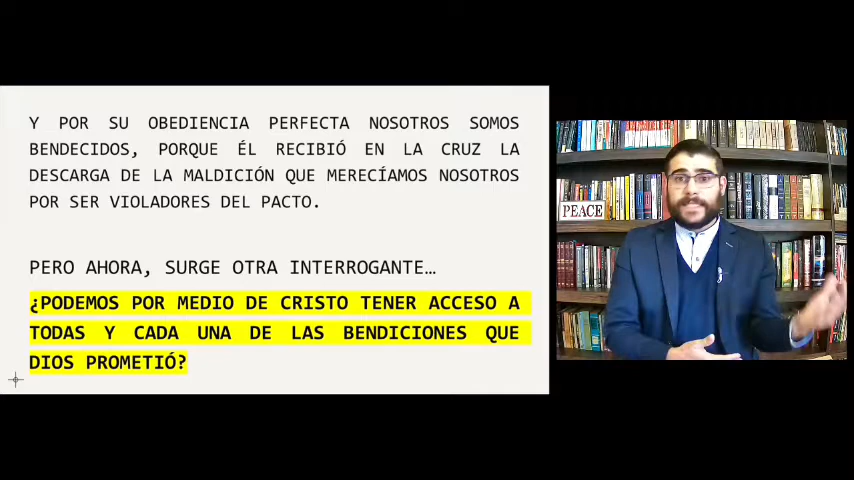 Y POR SU OBEDIENCIA PERFECTA NOSOTROS SOMOS
BENDECIDOS, PORQUE ÉL RECIBIÓ EN LA CRUZ LA
DESCARGA DE LA MALDICIÓN QUE MERECÍAMOS NOSOTROS
POR SER VIOLADORES DEL PACTO.
PERO AHORA, SURGE OTRA INTERROGANTE…
¿PODEMOS POR MEDIO DE CRISTO TENER ACCESO A
TODAS Y CADA UNA DE LAS BENDICIONES QUE
DIOS PROMETIÓ?
PEACE